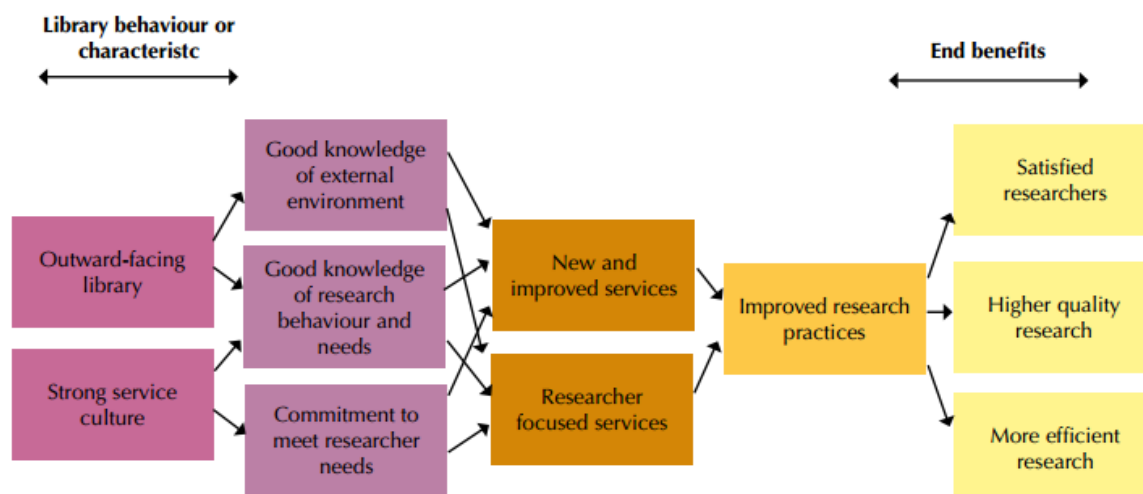 Library behaviour or
characteristc
End benefits
Good knowledge
of external
environment
Satisfied
researchers
Outward-facing
library
Good knowledge
of research
behaviour and
needs
New and
improved services
Improved research
practices
Higher quality
research
Strong service
culture
Commitment to
meet researcher
needs
Researcher
focused services
More efficient
research